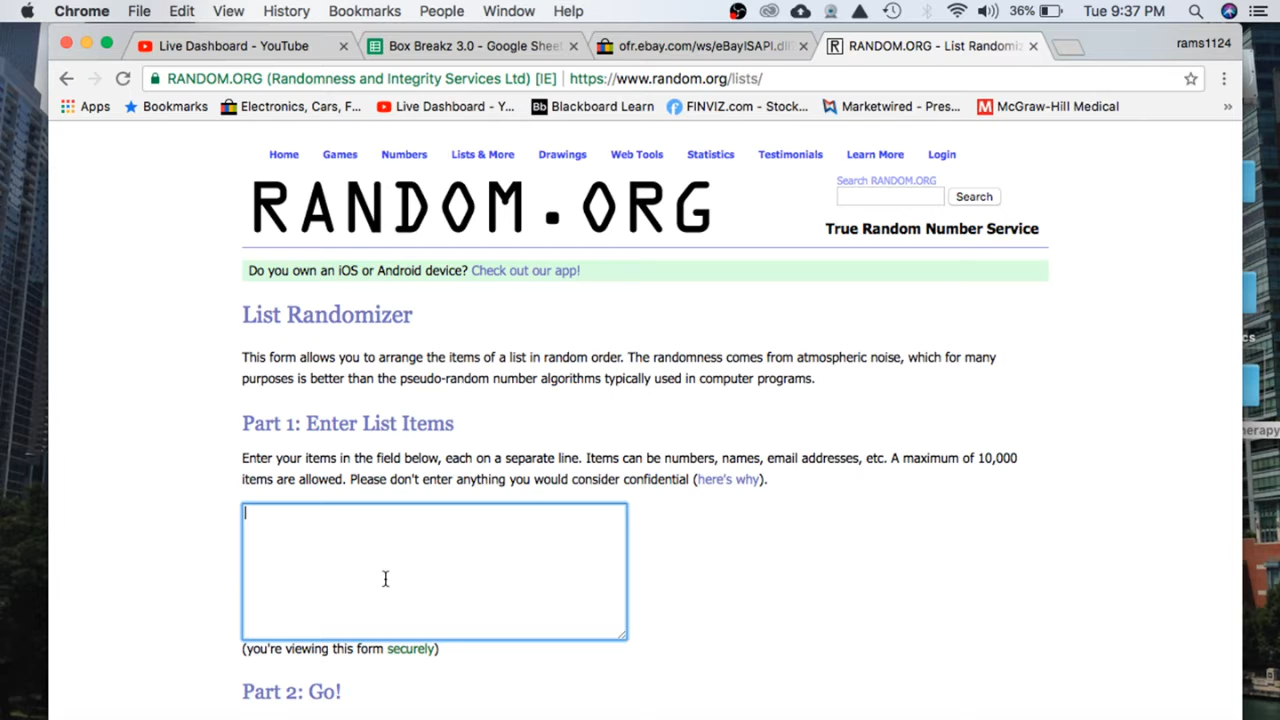 Chrome File Edit View History Bookmarks People Window Help 36% Tue 9:37 PM
Live Dashboard - YouTube Box Breakz 3.0 - Google Shee ofr.ebay.com/ws/eBayISAPI.dll RANDOM.ORG - List Randomi rams1124
RANDOM.ORG (Randomness and Integrity Services Ltd) [IE] https://www.random.org/lists/
Apps Bookmarks Electronics, Cars, F... Live Dashboard - Y... Bb Blackboard Learn FINVIZ.com - Stock... Marketwired - Pres... McGraw-Hill Medical »
Home Games Numbers Lists & More Drawings Web Tools Statistics Testimonials Learn More Login
RANDOM.ORG
Search RANDOM.ORG
Search
True Random Number Service
Do you own an iOS or Android device? Check out our app!
List Randomizer
This form allows you to arrange the items of a list in random order. The randomness comes from atmospheric noise, which for many
purposes is better than the pseudo-random number algorithms typically used in computer programs.
Part 1: Enter List Items
Enter your items in the field below, each on a separate line. Items can be numbers, names, email addresses, etc. A maximum of 10,000
items are allowed. Please don't enter anything you would consider confidential (here's why).
(you're viewing this form securely)
Part 2: Go!